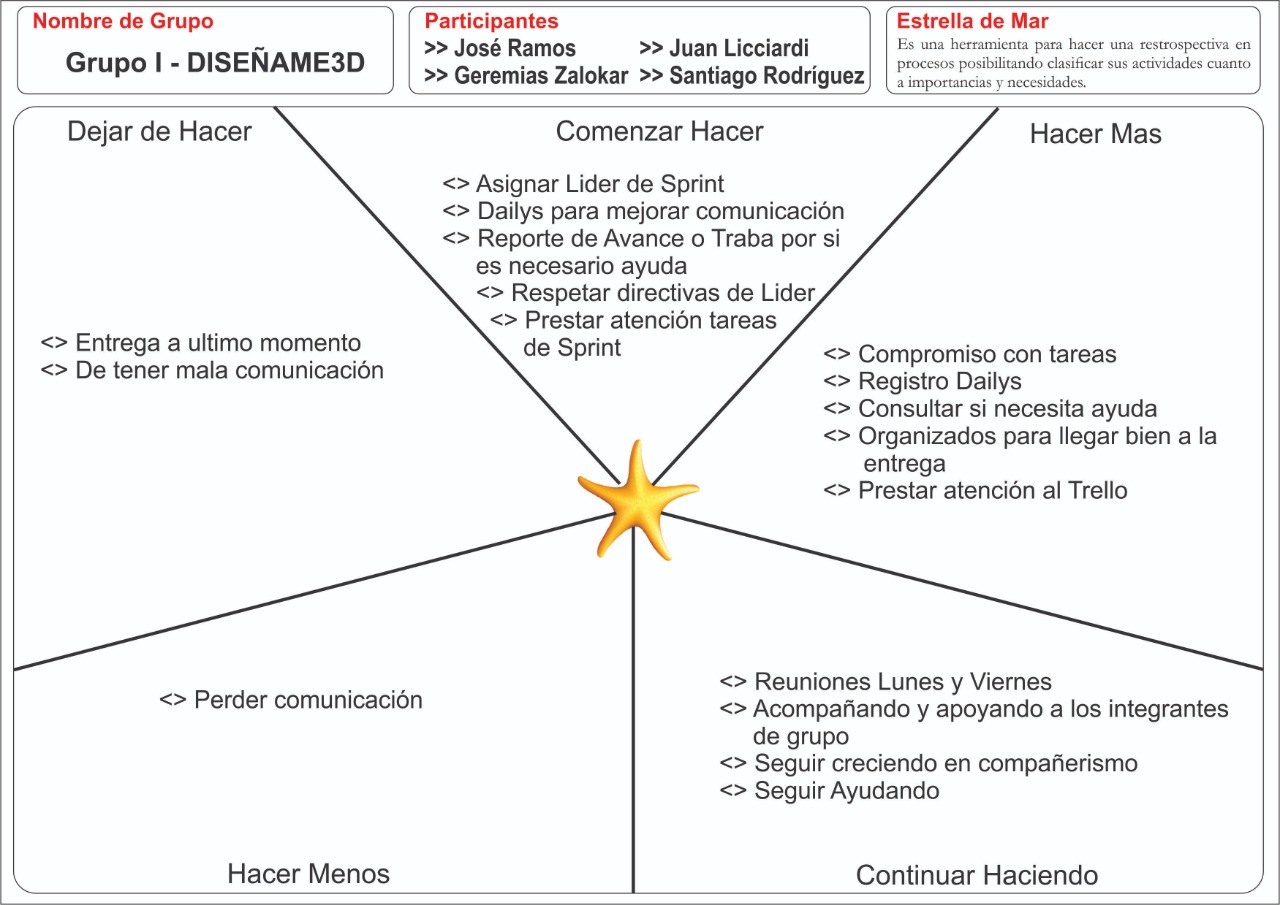 Nombre de Grupo
Grupo I - DISEÑAME3D
Participantes
>> José Ramos
>> Juan Licciardi
>> Geremias Zalokar
>> Santiago Rodríguez
Estrella de Mar
Es una herramienta para hacer una restrospectiva en
procesos posibilitando clasificar sus actividades cuanto
a importancias y necesidades.
Dejar de Hacer
<> Entrega a ultimo momento
<> De tener mala comunicación
Comenzar Hacer
<> Asignar Lider de Sprint
<> Dailys para mejorar comunicación
<> Reporte de Avance o Traba por si
es necesario ayuda
<> Respetar directivas de Lider
<> Prestar atención tareas
de Sprint
Hacer Mas
<> Compromiso con tareas
<> Registro Dailys
<> Consultar si necesita ayuda
<> Organizados para llegar bien a la
entrega
<> Prestar atención al Trello
<> Perder comunicación
Hacer Menos
<> Reuniones Lunes y Viernes
<> Acompañando y apoyando a los integrantes
de grupo
<> Seguir creciendo en compañerismo
<> Seguir Ayudando
Continuar Haciendo